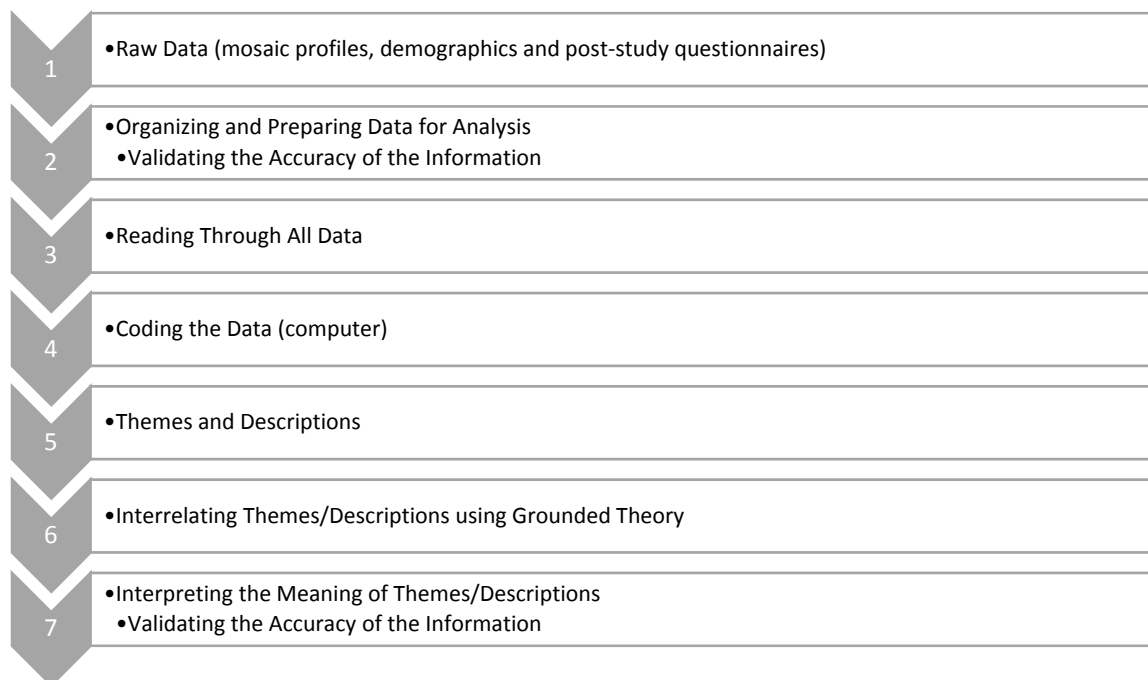 1
•Raw Data (mosaic profiles, demographics and post-study questionnaires)
2
•Organizing and Preparing Data for Analysis
•Validating the Accuracy of the Information
3
•Reading Through All Data
4
•Coding the Data (computer)
5
•Themes and Descriptions
6
•Interrelating Themes/Descriptions using Grounded Theory
7
•Interpreting the Meaning of Themes/Descriptions
•Validating the Accuracy of the Information